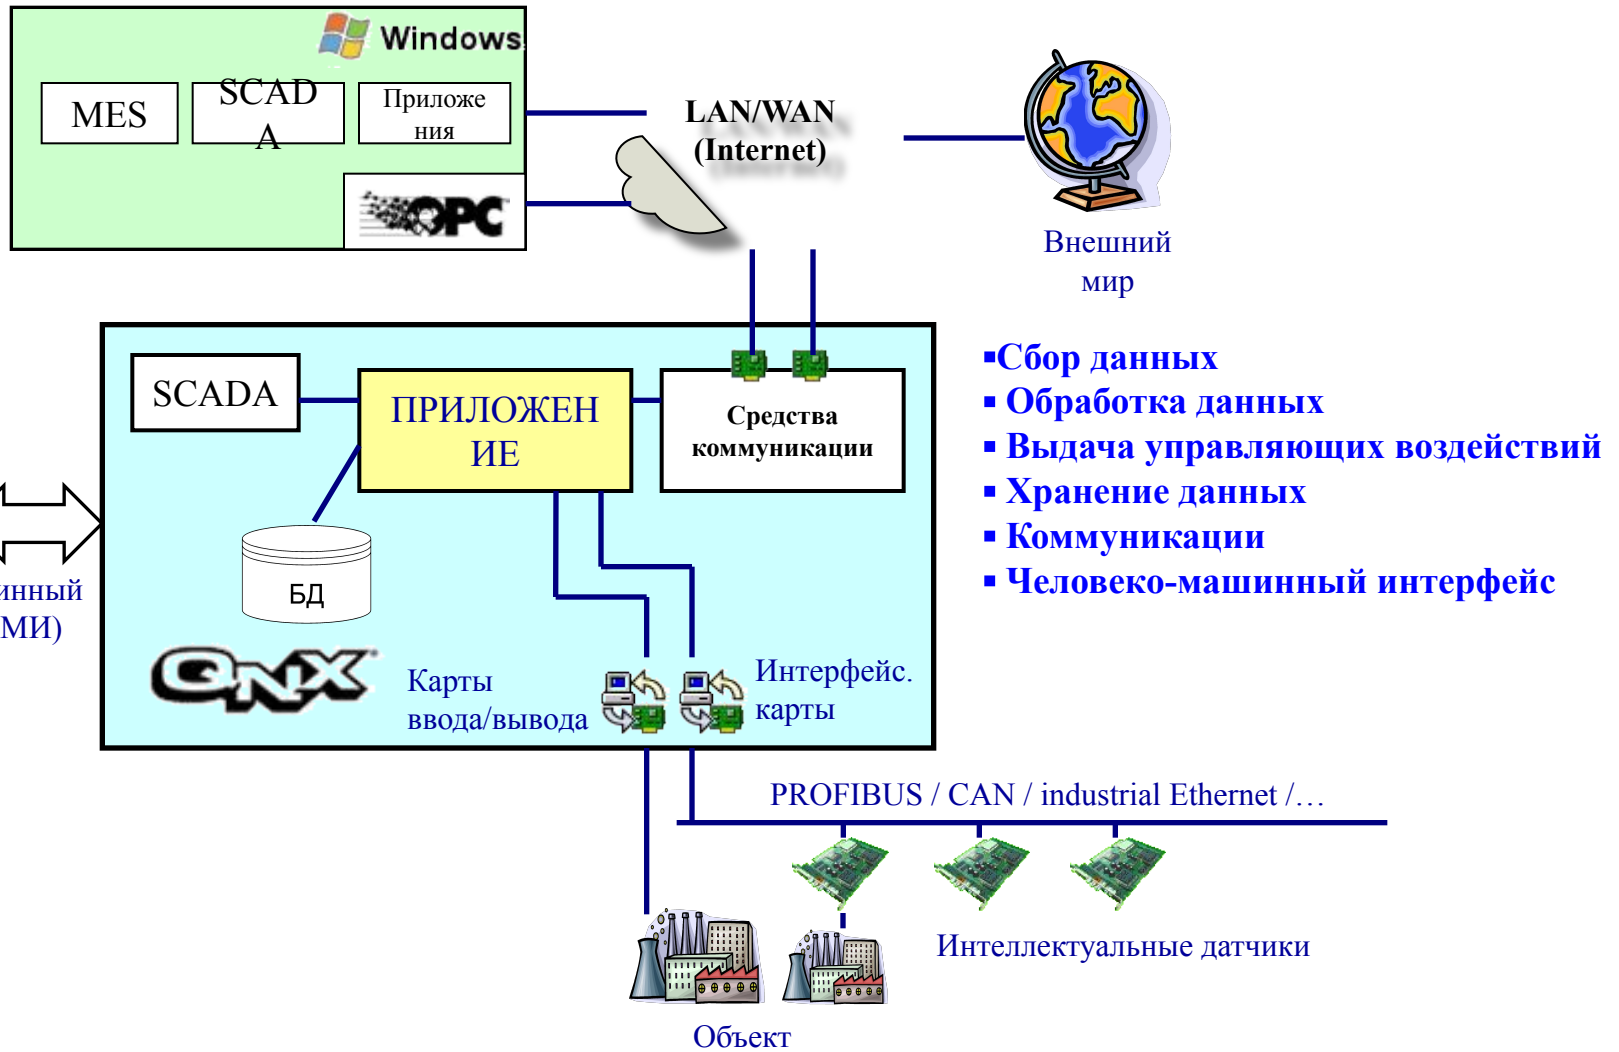 Windows
MES
SCAD
A
Приложе
ния
OPC
LAN/WAN
(Internet)
Внешний
мир
SCADA
ПРИЛОЖЕН
ИЕ
Средства
коммуникации
БД
QNX
инный
МИ)
Карты
ввода/вывода
Интерфейс.
карты
▪Сбор данных
▪ Обработка данных
▪ Выдача управляющих воздействий
▪ Хранение данных
▪ Коммуникации
▪ Человеко-машинный интерфейс
PROFIBUS / CAN / industrial Ethernet /…
Интеллектуальные датчики
Объект